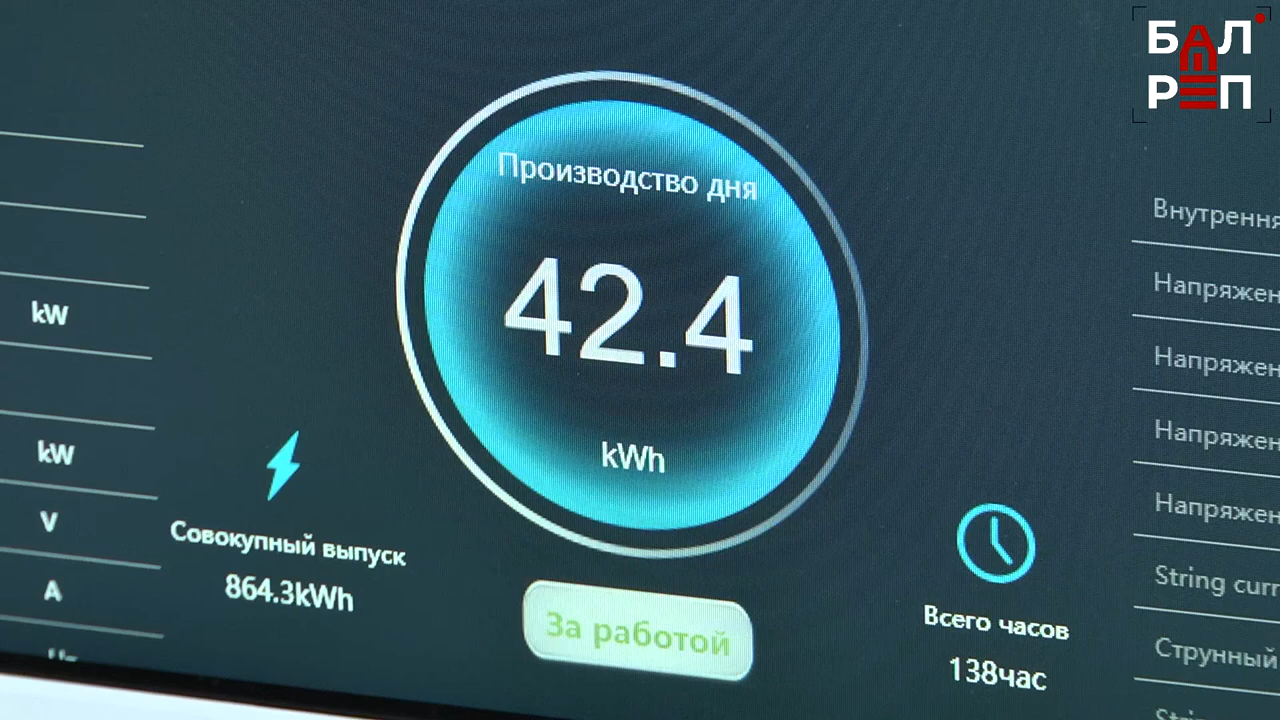 БАЛ
РЕП
Производство дня
42.4
kWh
kW
kW
V
A
Совокупный выпуск
864.3kWh
За работой
Всего часов
138час
Внутрення
Напряжен
Напряжен
Напряжен
Напряжен
String curr
Струнный